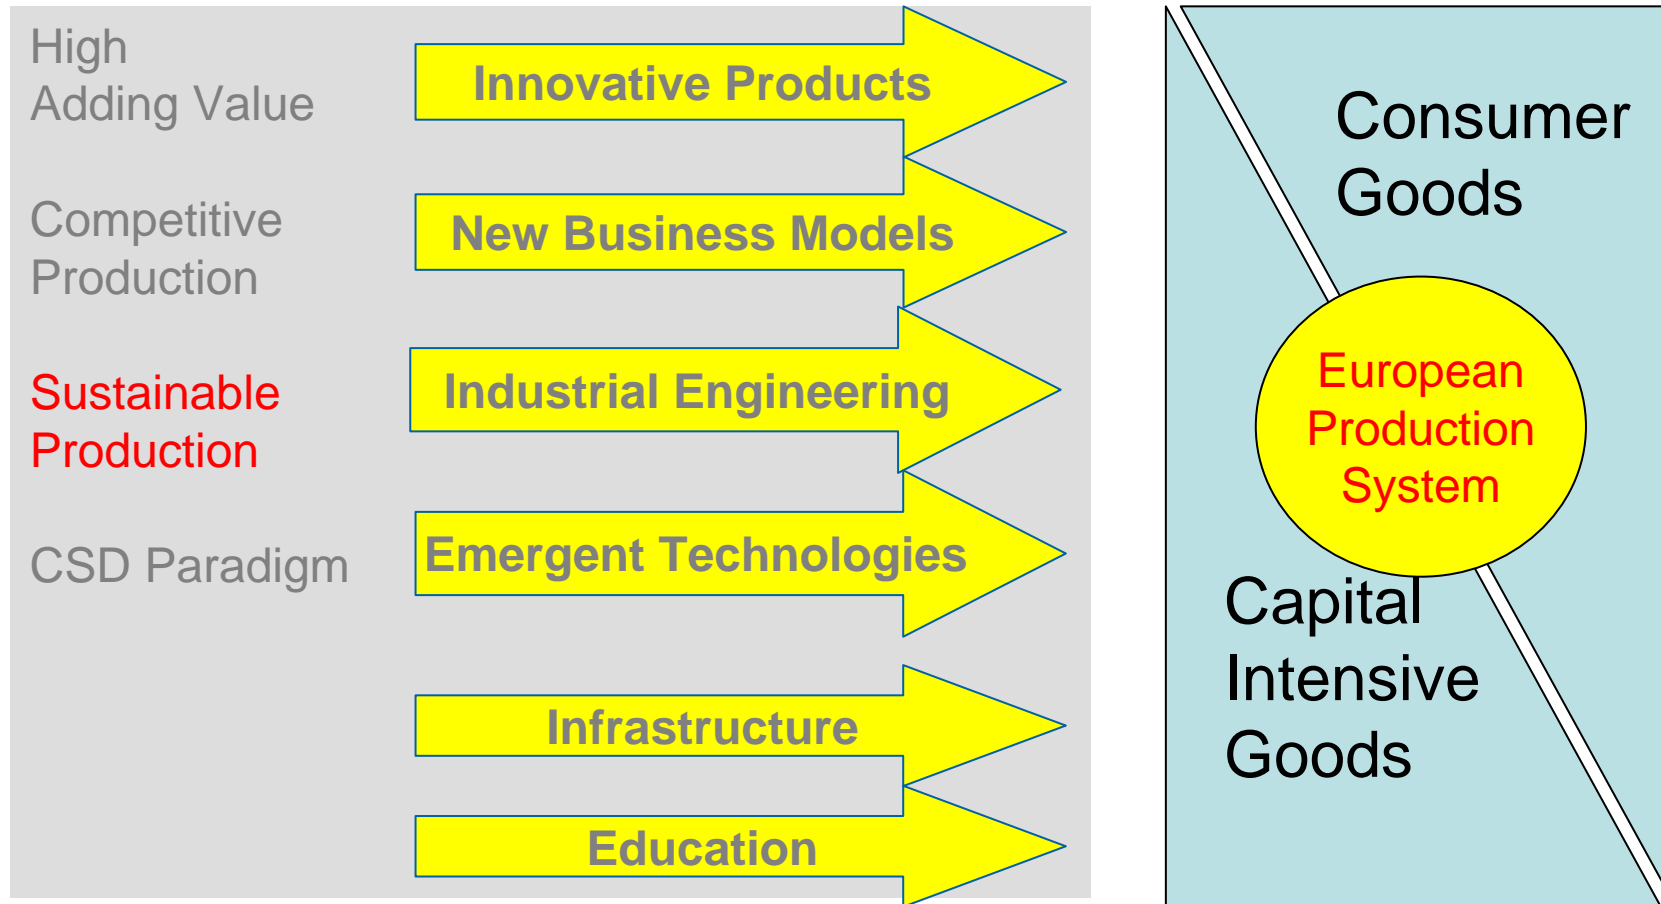 High
Adding Value
Competitive
Production
Sustainable
Production
CSD Paradigm
Innovative Products
New Business Models
Industrial Engineering
Emergent Technologies
Infrastructure
Education
Consumer
Goods
European
Production
System
Capital
Intensive
Goods